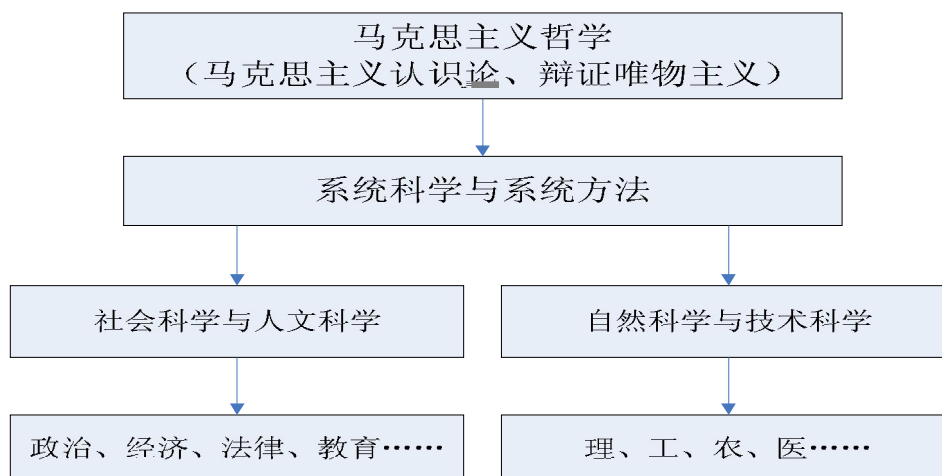 马克思主义哲学
（马克思主义认识论、辩证唯物主义）
系统科学与系统方法
社会科学与人文科学
自然科学与技术科学
政治、经济、法律、教育……
理、工、农、医……